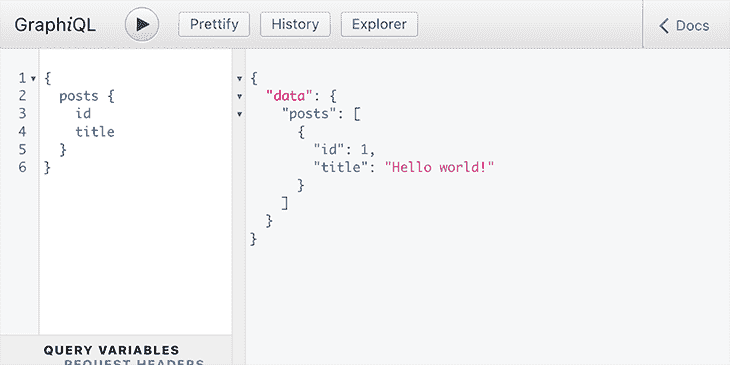 GraphiQL
Prettify
History
Explorer
Docs
1 {
2 posts {
3 id
4 title
5 }
6 }
{
"data": {
"posts": [
{
"id": 1,
"title": "Hello world!"
}
]
}
}
QUERY VARIABLES
REQUEST HEADERS